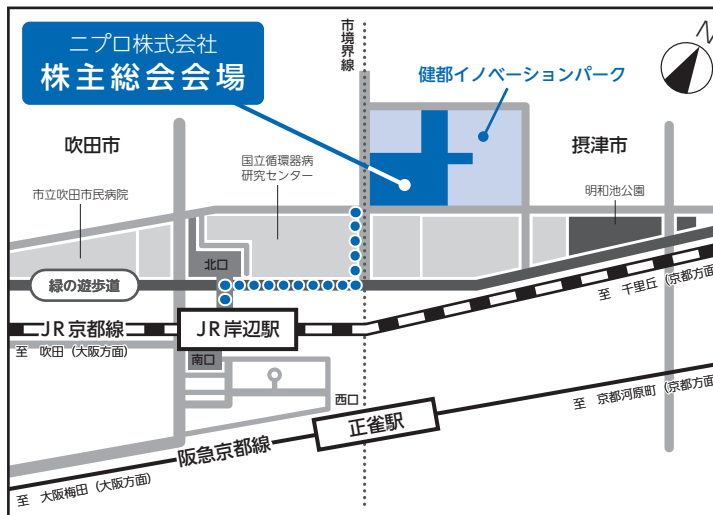 ニプロ株式会社
株主総会会場
市境界線
健都イノベーションパーク
N
吹田市
摂津市
国立循環器病
研究センター
市立吹田市民病院
明和池公園
北口
緑の遊歩道
至 千里丘（京都方面）
JR京都線
JR岸辺駅
至 吹田（大阪方面）
南口
西口
正雀駅
至 京都河原町（京都方面）
阪急京都線
至 大阪梅田（大阪方面）